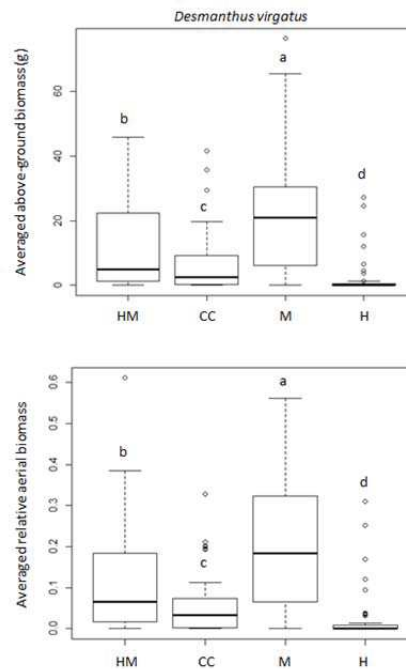 Desmanthus virgatus
Averaged above-ground biomass (g)
0 20 40 60
b
c
a
d
HM CC M H
Averaged relative aerial biomass
0.0 0.1 0.2 0.3 0.4 0.5 0.6
b
c
a
d
HM CC M H